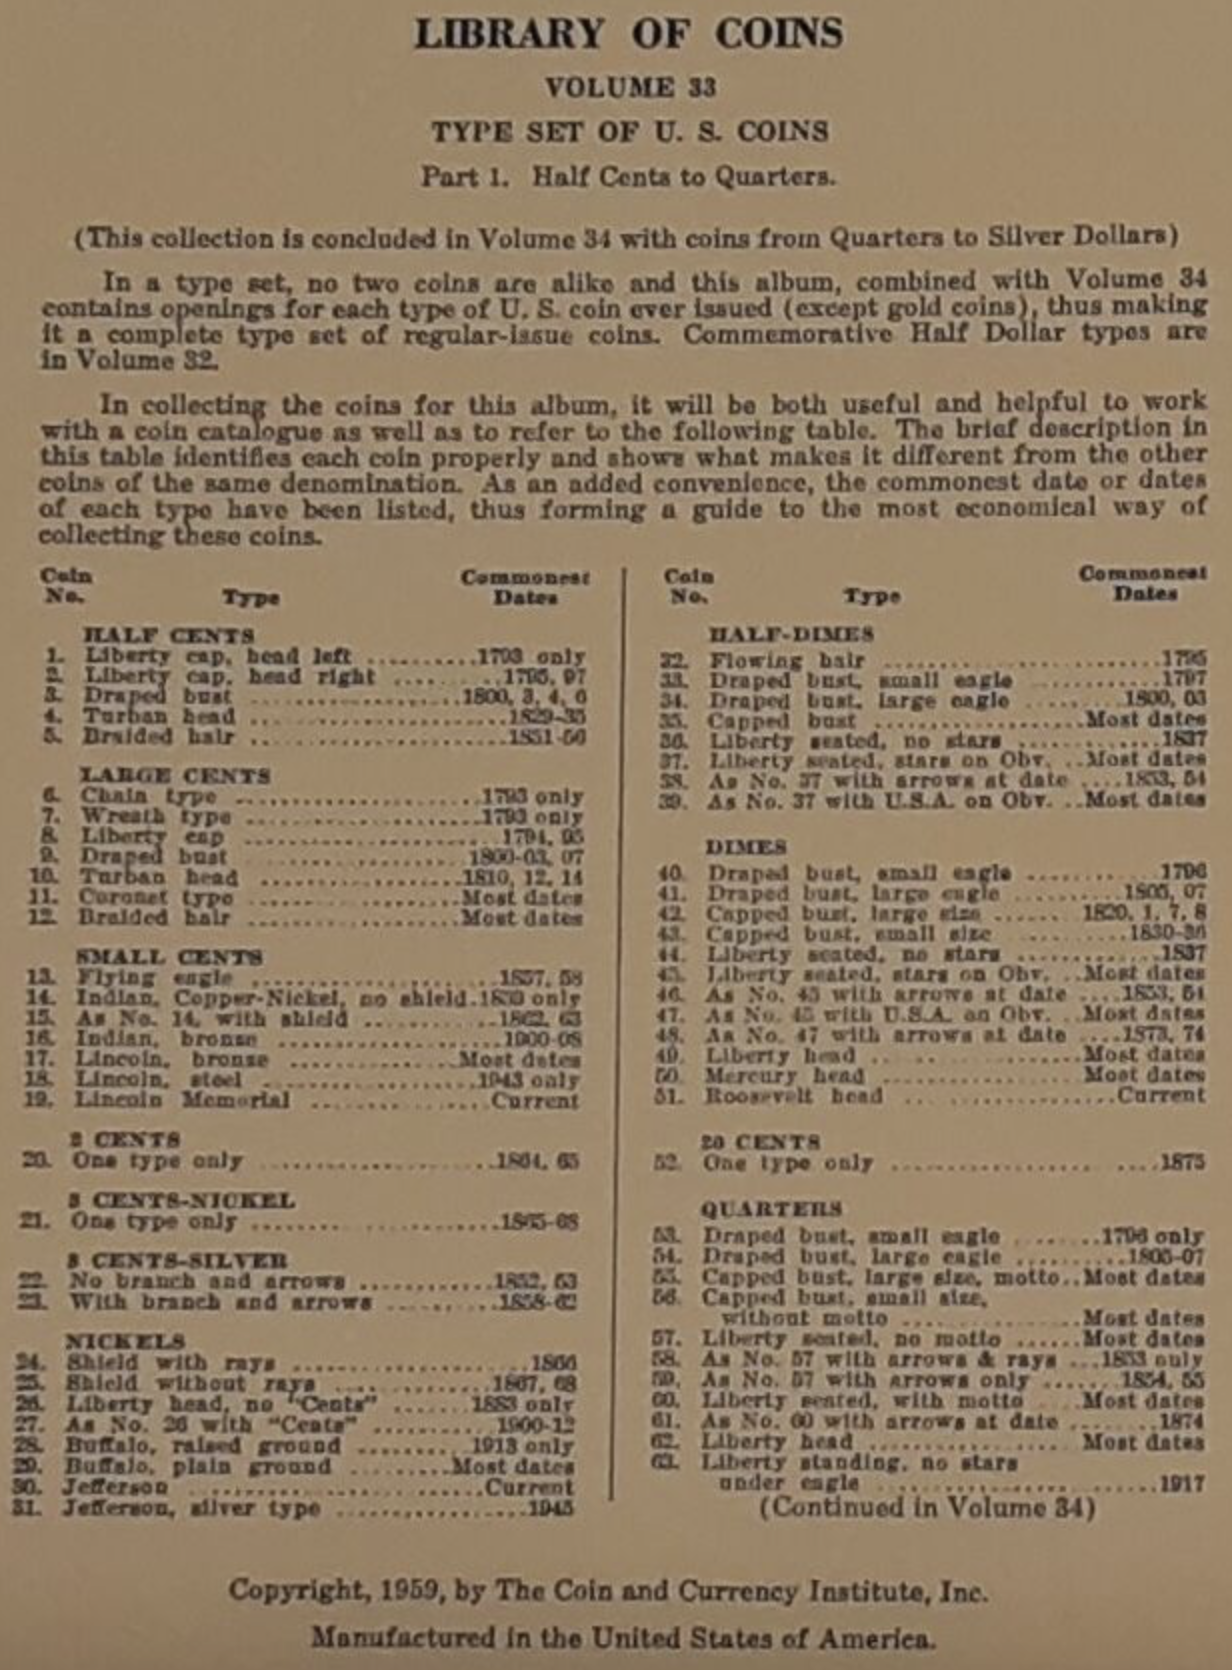 LIBRARY OF COINS
VOLUME 33
TYPE SET OF U. S. COINS
Part 1. Half Cents to Quarters.
(This collection is concluded in Volume 34 with coins from Quarters to Silver Dollars)
In a type set, no two coins are alike and this album, combined with Volume 34
contains openings for each type of U. S. coin ever issued (except gold coins), thus making
it a complete type set of regular-issue coins. Commemorative Half Dollar types are
in Volume 32.
In collecting the coins for this album, it will be both useful and helpful to work
with a coin catalogue as well as to refer to the following table. The brief description in
this table identifies each coin properly and shows what makes it different from the other
coins of the same denomination. As an added convenience, the commonest date or dates
of each type have been listed, thus forming a guide to the most economical way of
collecting these coins.
Coin Commonest
No. Type Dates
HALF CENTS
1. Liberty cap, head left ..........1793 only
2. Liberty cap, head right .... ..1795, 97
3. Draped bust ....................1800, 3, 4, 6
4. Turban head ....................1829-35
5. Braided hair ....................1851-56
LARGE CENTS
6. Chain type ....................1793 only
7. Wreath type ....................1793 only
8. Liberty cap ....................1794, 95
9. Draped bust .................. 1800-03, 07
10. Turban head ..................1810, 12, 14
11. Coronet type ..................Most dates
12. Braided hair ..................Most dates
SMALL CENTS
13. Flying eagle ..................1857, 58
14. Indian, Copper-Nickel, no shield.1859 only
15. As No. 14, with shield ..........1862, 63
16. Indian, bronze ..................1900-08
17. Lincoln, bronze ..............Most dates
18. Lincoln, steel ..................1943 only
19. Lincoln Memorial ..............Current
2 CENTS
20. One type only ..................1864, 65
3 CENTS-NICKEL
21. One type only ..................1865-68
3 CENTS-SILVER
22. No branch and arrows ..........1852, 53
23. With branch and arrows ........1858-62
NICKELS
24. Shield with rays ..................1866
25. Shield without rays ............1867, 68
26. Liberty head, no "Cents" ......1883 only
27. As No. 26 with "Cents" ........1900-12
28. Buffalo, raised ground ........1913 only
29. Buffalo, plain ground ........Most dates
30. Jefferson ....................Current
31. Jefferson, silver type ..............1945
Coin Commonest
No. Type Dates
HALF-DIMES
32. Flowing hair ....................1795
33. Draped bust, small eagle ..........1797
34. Draped bust, large eagle ......1800, 03
35. Capped bust ..................Most dates
36. Liberty seated, no stars ............1837
37. Liberty seated, stars on Obv. ..Most dates
38. As No. 37 with arrows at date ....1853, 54
39. As No. 37 with U.S.A. on Obv. ..Most dates
DIMES
40. Draped bust, small eagle ..........1796
41. Draped bust, large eagle ........1805, 07
42. Capped bust, large size ...... 1820, 1, 7, 8
43. Capped bust, small size ........1830-36
44. Liberty seated, no stars ............1837
45. Liberty seated, stars on Obv. ..Most dates
46. As No. 45 with arrows at date ....1853, 54
47. As No. 45 with U.S.A. on Obv. ..Most dates
48. As No. 47 with arrows at date ....1873, 74
49. Liberty head ..................Most dates
50. Mercury head ................Most dates
51. Roosevelt head ..................Current
20 CENTS
52. One type only ....................1875
QUARTERS
53. Draped bust, small eagle ........1796 only
54. Draped bust, large eagle ..........1805-07
55. Capped bust, large size, motto..Most dates
56. Capped bust, small size,
without motto ..............Most dates
57. Liberty seated, no motto ......Most dates
58. As No. 57 with arrows & rays ...1853 only
59. As No. 57 with arrows only ......1854, 55
60. Liberty seated, with motto ...Most dates
61. As No. 60 with arrows at date ........1874
62. Liberty head .................. Most dates
63. Liberty standing, no stars
under eagle ......................1917
(Continued in Volume 34)
Copyright, 1959, by The Coin and Currency Institute, Inc.
Manufactured in the United States of America.